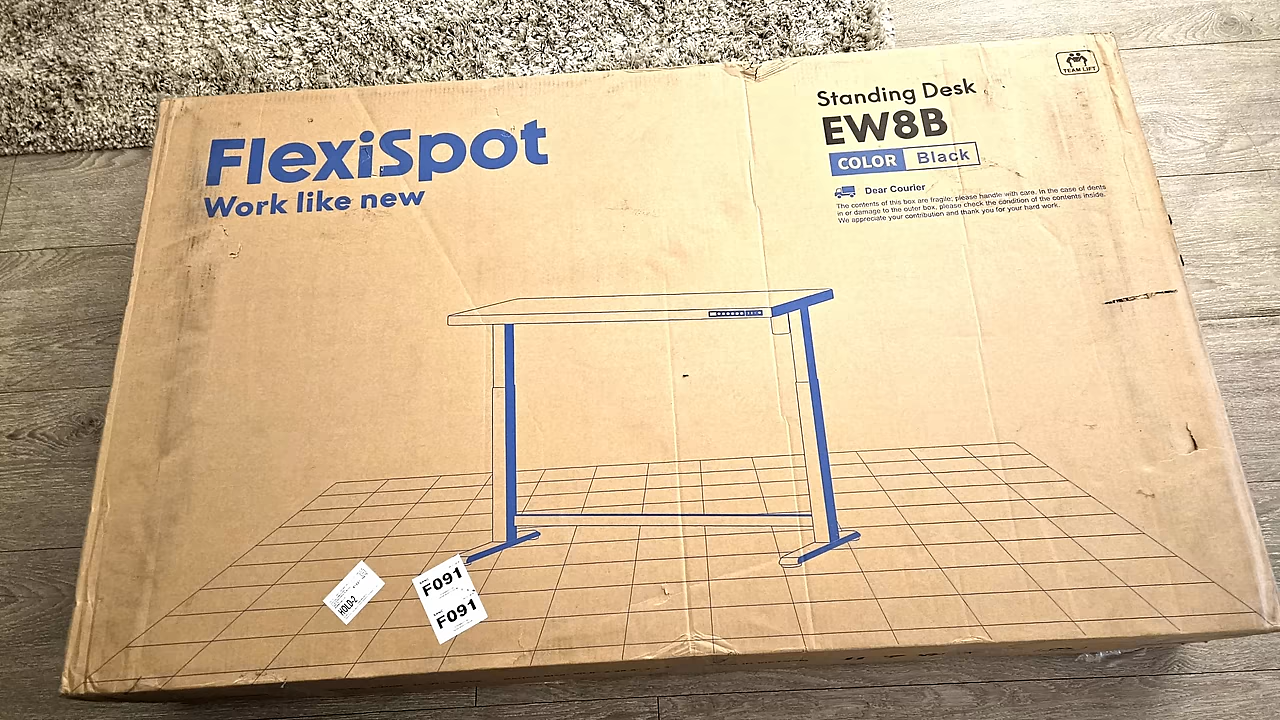 FlexiSpot
Work like new
Standing Desk
EW8B
COLOR Black
Dear Courier
The contents of this box are fragile; please handle with care. In the case of dents
in or damage to the outer box, please check the condition of the contents inside.
We appreciate your contribution and thank you for your hard work.
TEAM LIFT
HOLD-2
F091
F091